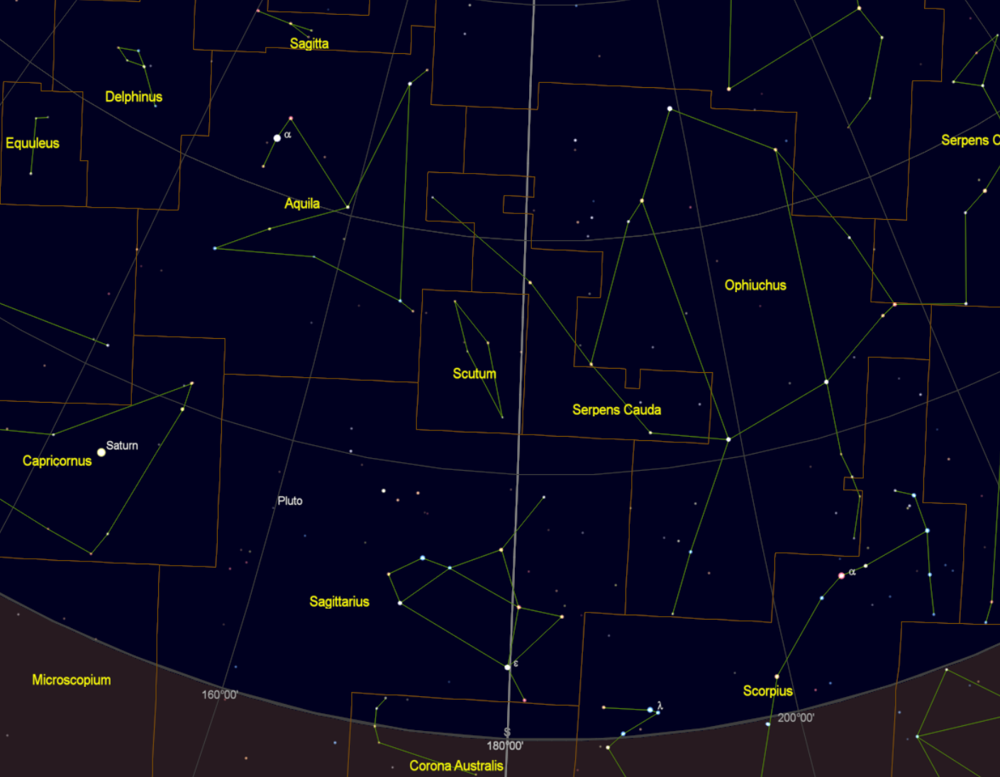 Sagitta
Delphinus
α
Equuleus
Serpens C
Aquila
Ophiuchus
Scutum
Serpens Cauda
Saturn
Capricornus
Pluto
α
Sagittarius
ε
Microscopium
Scorpius
160°00'
λ
200°00'
S
180°00'
Corona Australis